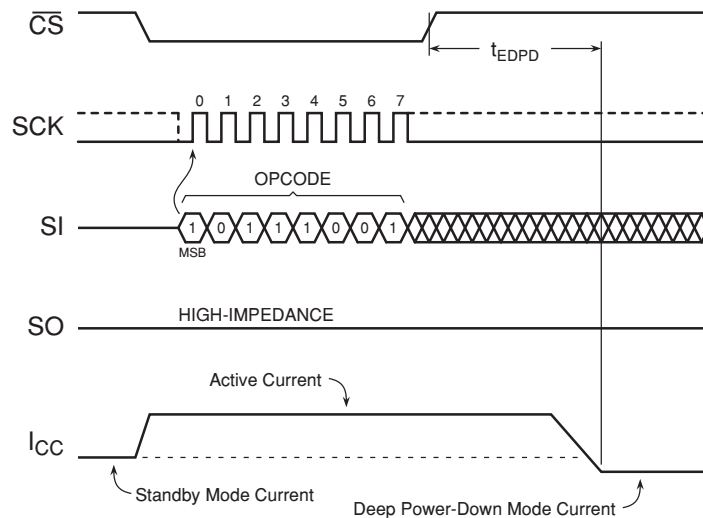 CS
tEDPD
SCK
0 1 2 3 4 5 6 7
OPCODE
SI
1 0 1 1 1 0 0 1
MSB
SO
HIGH-IMPEDANCE
Active Current
ICC
Standby Mode Current
Deep Power-Down Mode Current